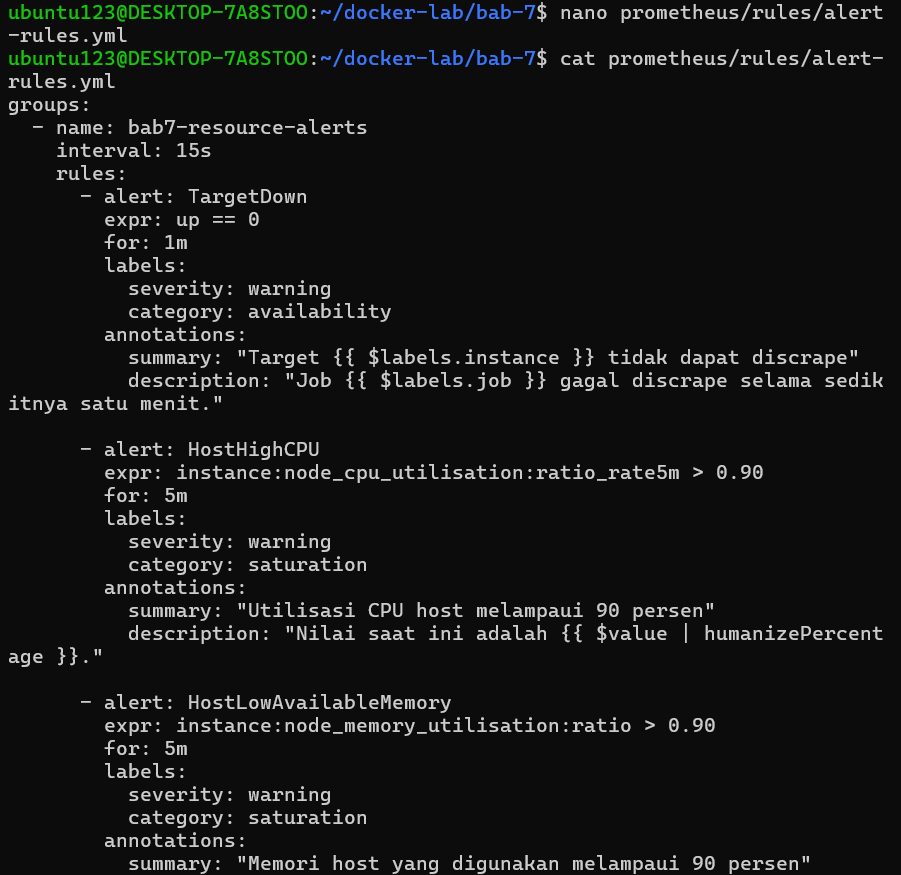 ubuntu123@DESKTOP-7A8STOO:~/docker-lab/bab-7$ nano prometheus/rules/alert
-rules.yml
ubuntu123@DESKTOP-7A8STOO:~/docker-lab/bab-7$ cat prometheus/rules/alert-
rules.yml
groups:
  - name: bab7-resource-alerts
    interval: 15s
    rules:
      - alert: TargetDown
        expr: up == 0
        for: 1m
        labels:
          severity: warning
          category: availability
        annotations:
          summary: "Target {{ $labels.instance }} tidak dapat discrape"
          description: "Job {{ $labels.job }} gagal discrape selama sedik
itnya satu menit."

      - alert: HostHighCPU
        expr: instance:node_cpu_utilisation:ratio_rate5m > 0.90
        for: 5m
        labels:
          severity: warning
          category: saturation
        annotations:
          summary: "Utilisasi CPU host melampaui 90 persen"
          description: "Nilai saat ini adalah {{ $value | humanizePercent
age }}."

      - alert: HostLowAvailableMemory
        expr: instance:node_memory_utilisation:ratio > 0.90
        for: 5m
        labels:
          severity: warning
          category: saturation
        annotations:
          summary: "Memori host yang digunakan melampaui 90 persen"